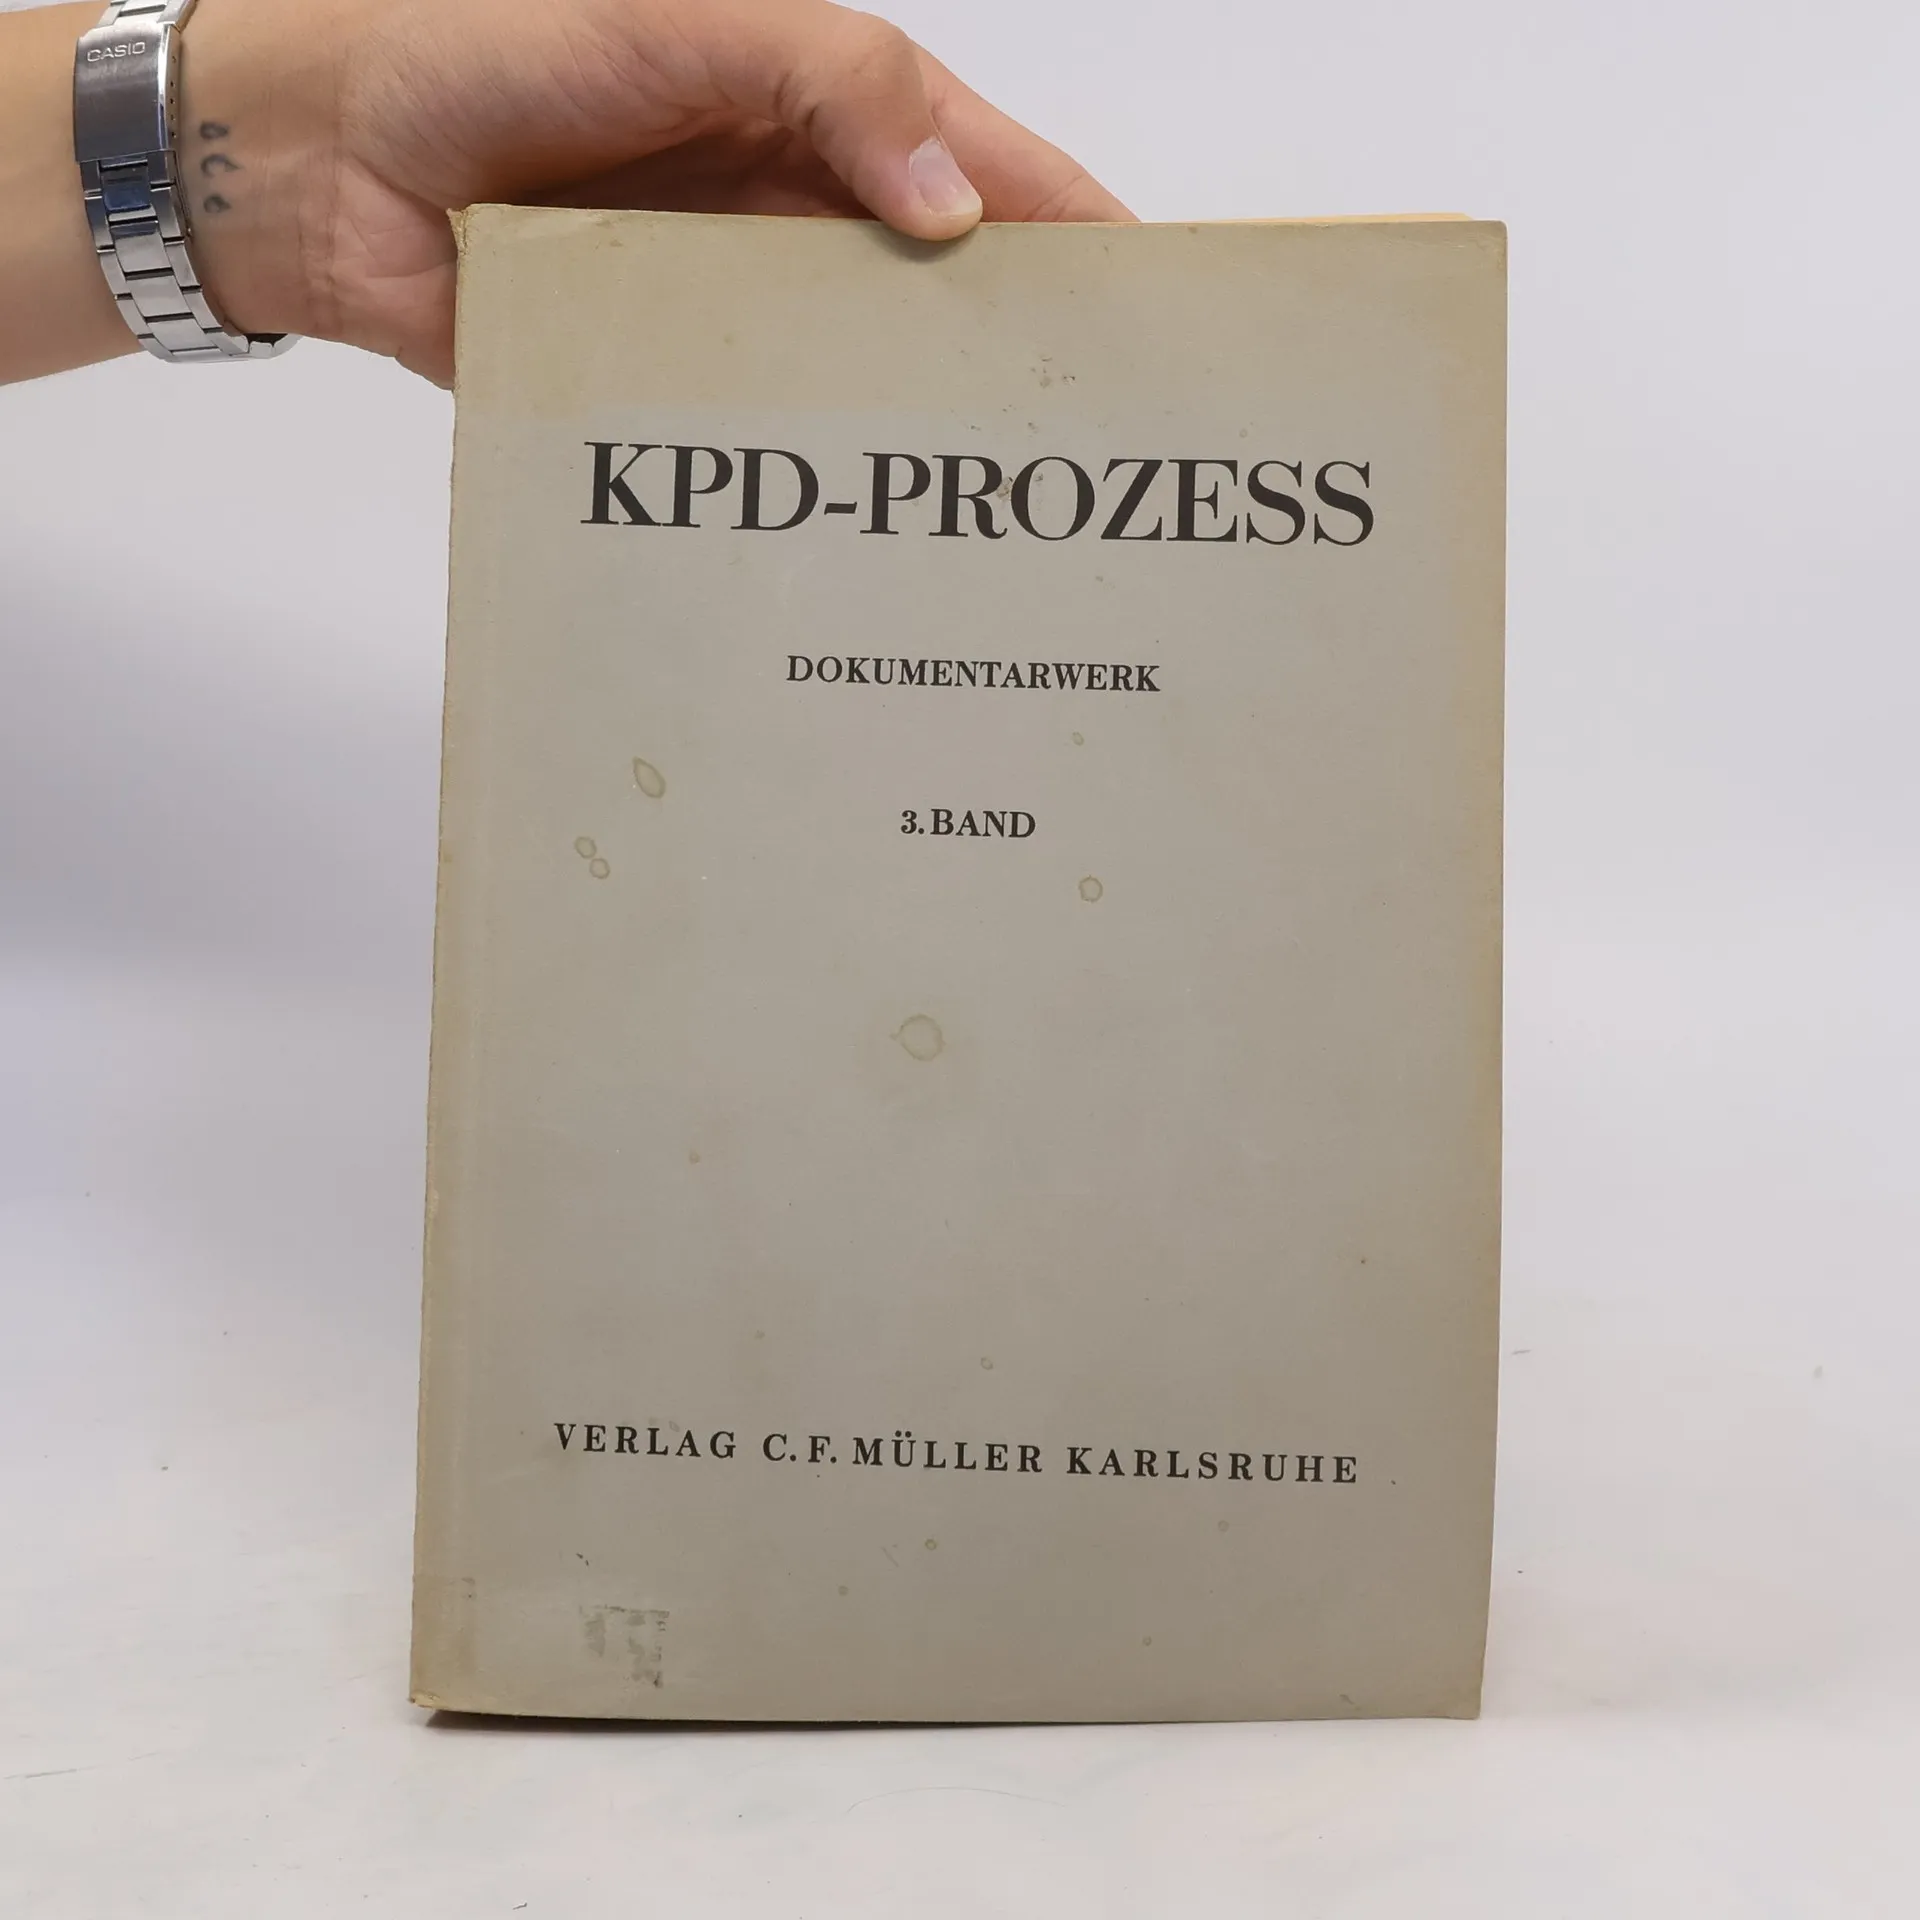 CASIO
KPD-PROZESS
DOKUMENTARWERK
3. BAND
VERLAG C. F. MÜLLER KARLSRUHE